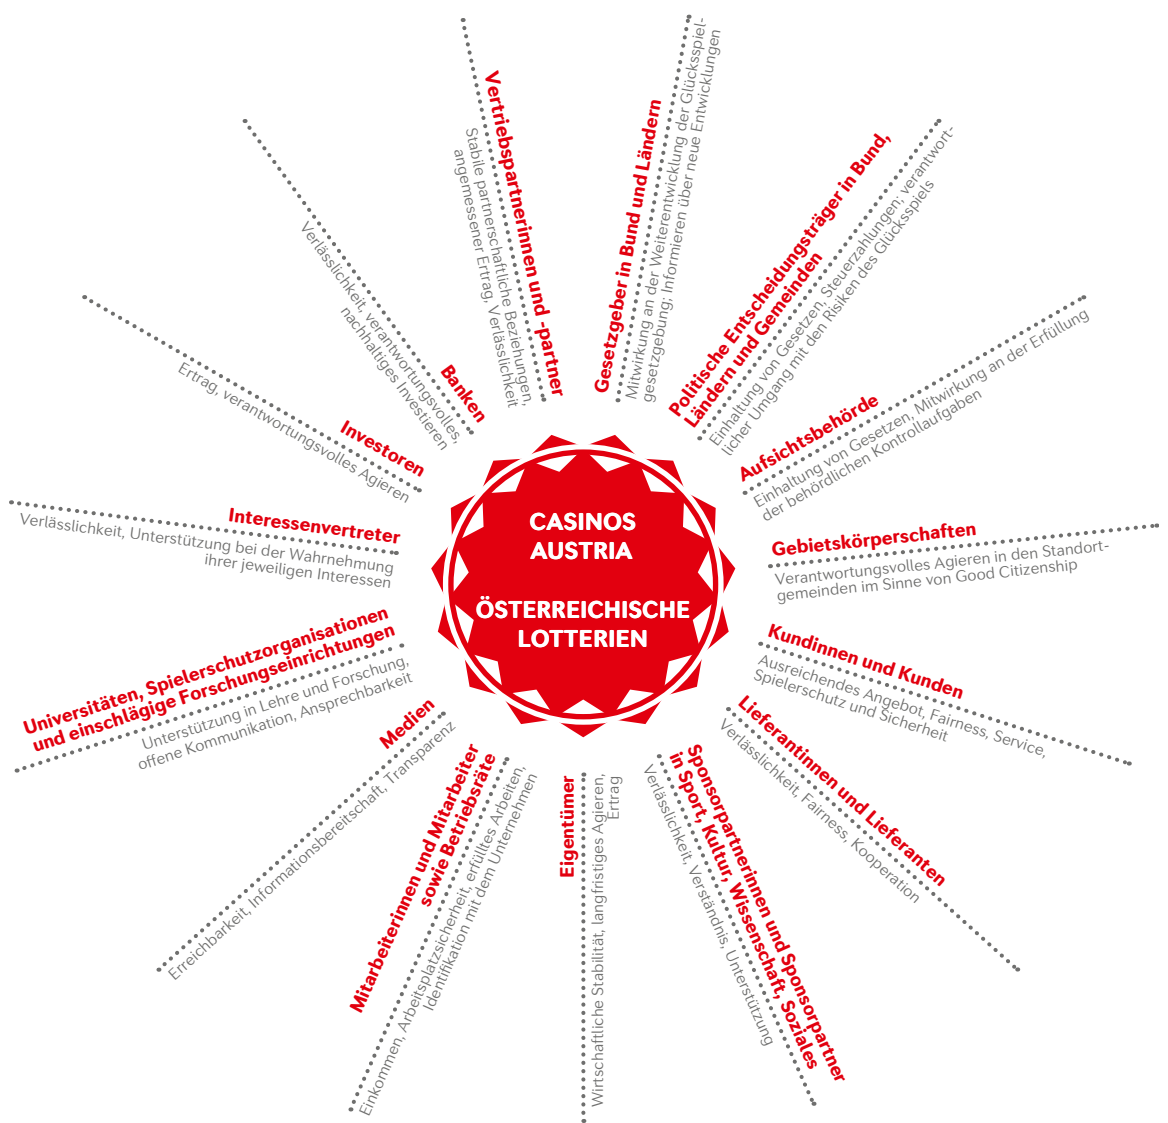 CASINOS
AUSTRIA
ÖSTERREICHISCHE
LOTTERIEN
Vertriebspartnerinnen und -partner
Stabile partnerschaftliche Beziehungen,
angemessener Ertrag, Verlässlichkeit
Gesetzgeber in Bund und Ländern
Mitwirkung an der Weiterentwicklung der Glücksspiel-
gesetzgebung; Informieren über neue Entwicklungen
Politische Entscheidungsträger in Bund,
Ländern und Gemeinden
Einhaltung von Gesetzen, Steuerzahlungen; verantwort-
licher Umgang mit den Risiken des Glücksspiels
Aufsichtsbehörde
Einhaltung von Gesetzen, Mitwirkung an der Erfüllung
der behördlichen Kontrollaufgaben
Gebietskörperschaften
Verantwortungsvolles Agieren in den Standort-
gemeinden im Sinne von Good Citizenship
Kundinnen und Kunden
Ausreichendes Angebot, Fairness, Service,
Spielerschutz und Sicherheit
Lieferantinnen und Lieferanten
Verlässlichkeit, Fairness, Kooperation
Sponsorpartnerinnen und Sponsorpartner
in Sport, Kultur, Wissenschaft, Soziales
Verlässlichkeit, Verständnis, Unterstützung
Eigentümer
Wirtschaftliche Stabilität, langfristiges Agieren,
Ertrag
Mitarbeiterinnen und Mitarbeiter
sowie Betriebsräte
Einkommen, Arbeitsplatzsicherheit, erfülltes Arbeiten,
Identifikation mit dem Unternehmen
Medien
Erreichbarkeit, Informationsbereitschaft, Transparenz
Universitäten, Spielerschutzorganisationen
und einschlägige Forschungseinrichtungen
Unterstützung in Lehre und Forschung,
offene Kommunikation, Ansprechbarkeit
Interessenvertreter
Verlässlichkeit, Unterstützung bei der Wahrnehmung
ihrer jeweiligen Interessen
Investoren
Ertrag, verantwortungsvolles Agieren
Banken
Verlässlichkeit, verantwortungsvolles,
nachhaltiges Investieren